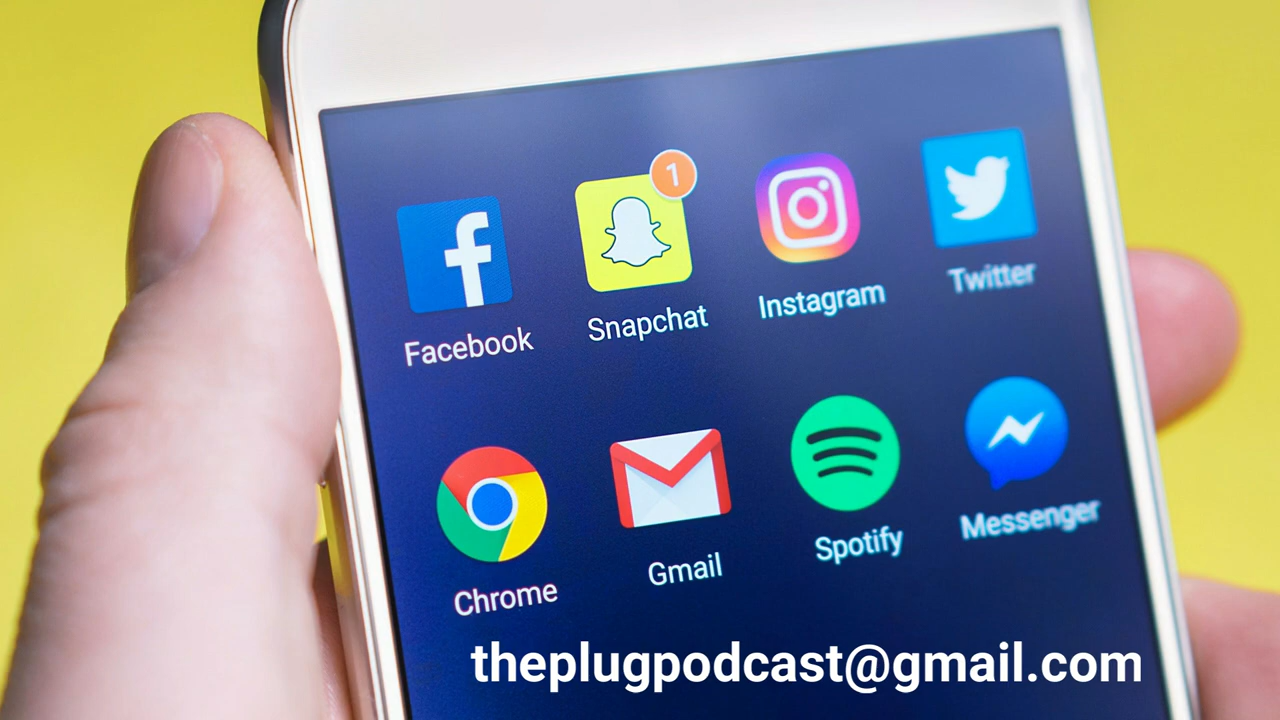 1
Facebook Snapchat Instagram Twitter
Chrome Gmail Spotify Messenger
theplugpodcast@gmail.com